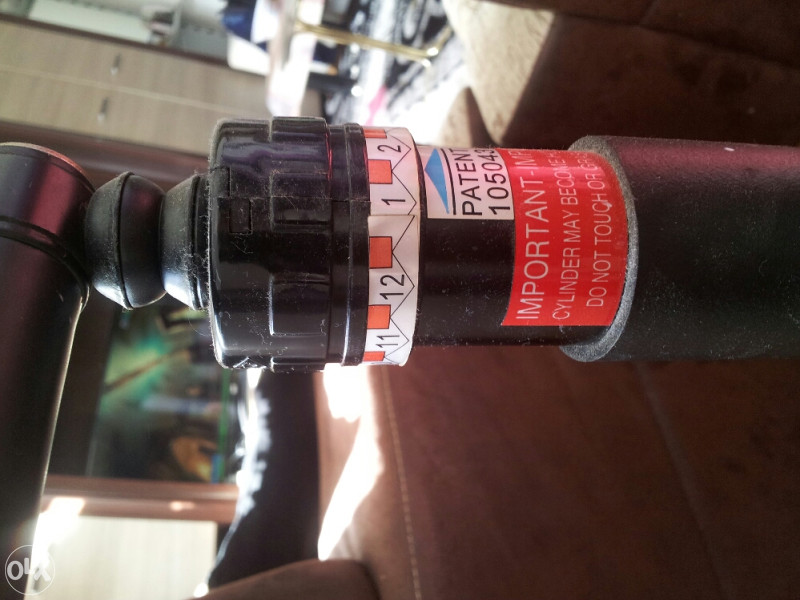 2
1
12
11
PATENT
105043
IMPORTANT
CYLINDER MAY BECOME
DO NOT TOUCH OR
OLX